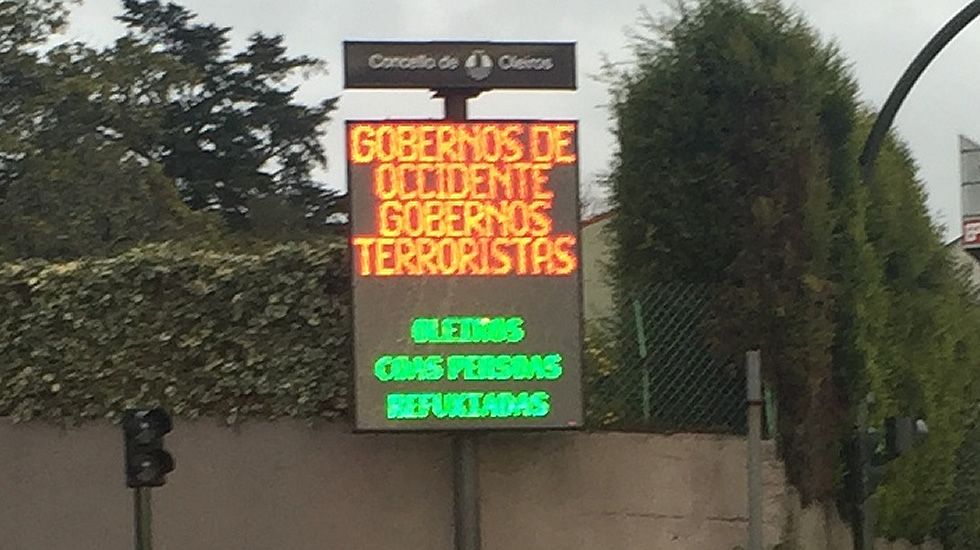 Concello de Oleiros
GOBERNOS DE
OCCIDENTE
GOBERNOS
TERRORISTAS
OLEIROS
COAS PERSOAS
REFUXIADAS